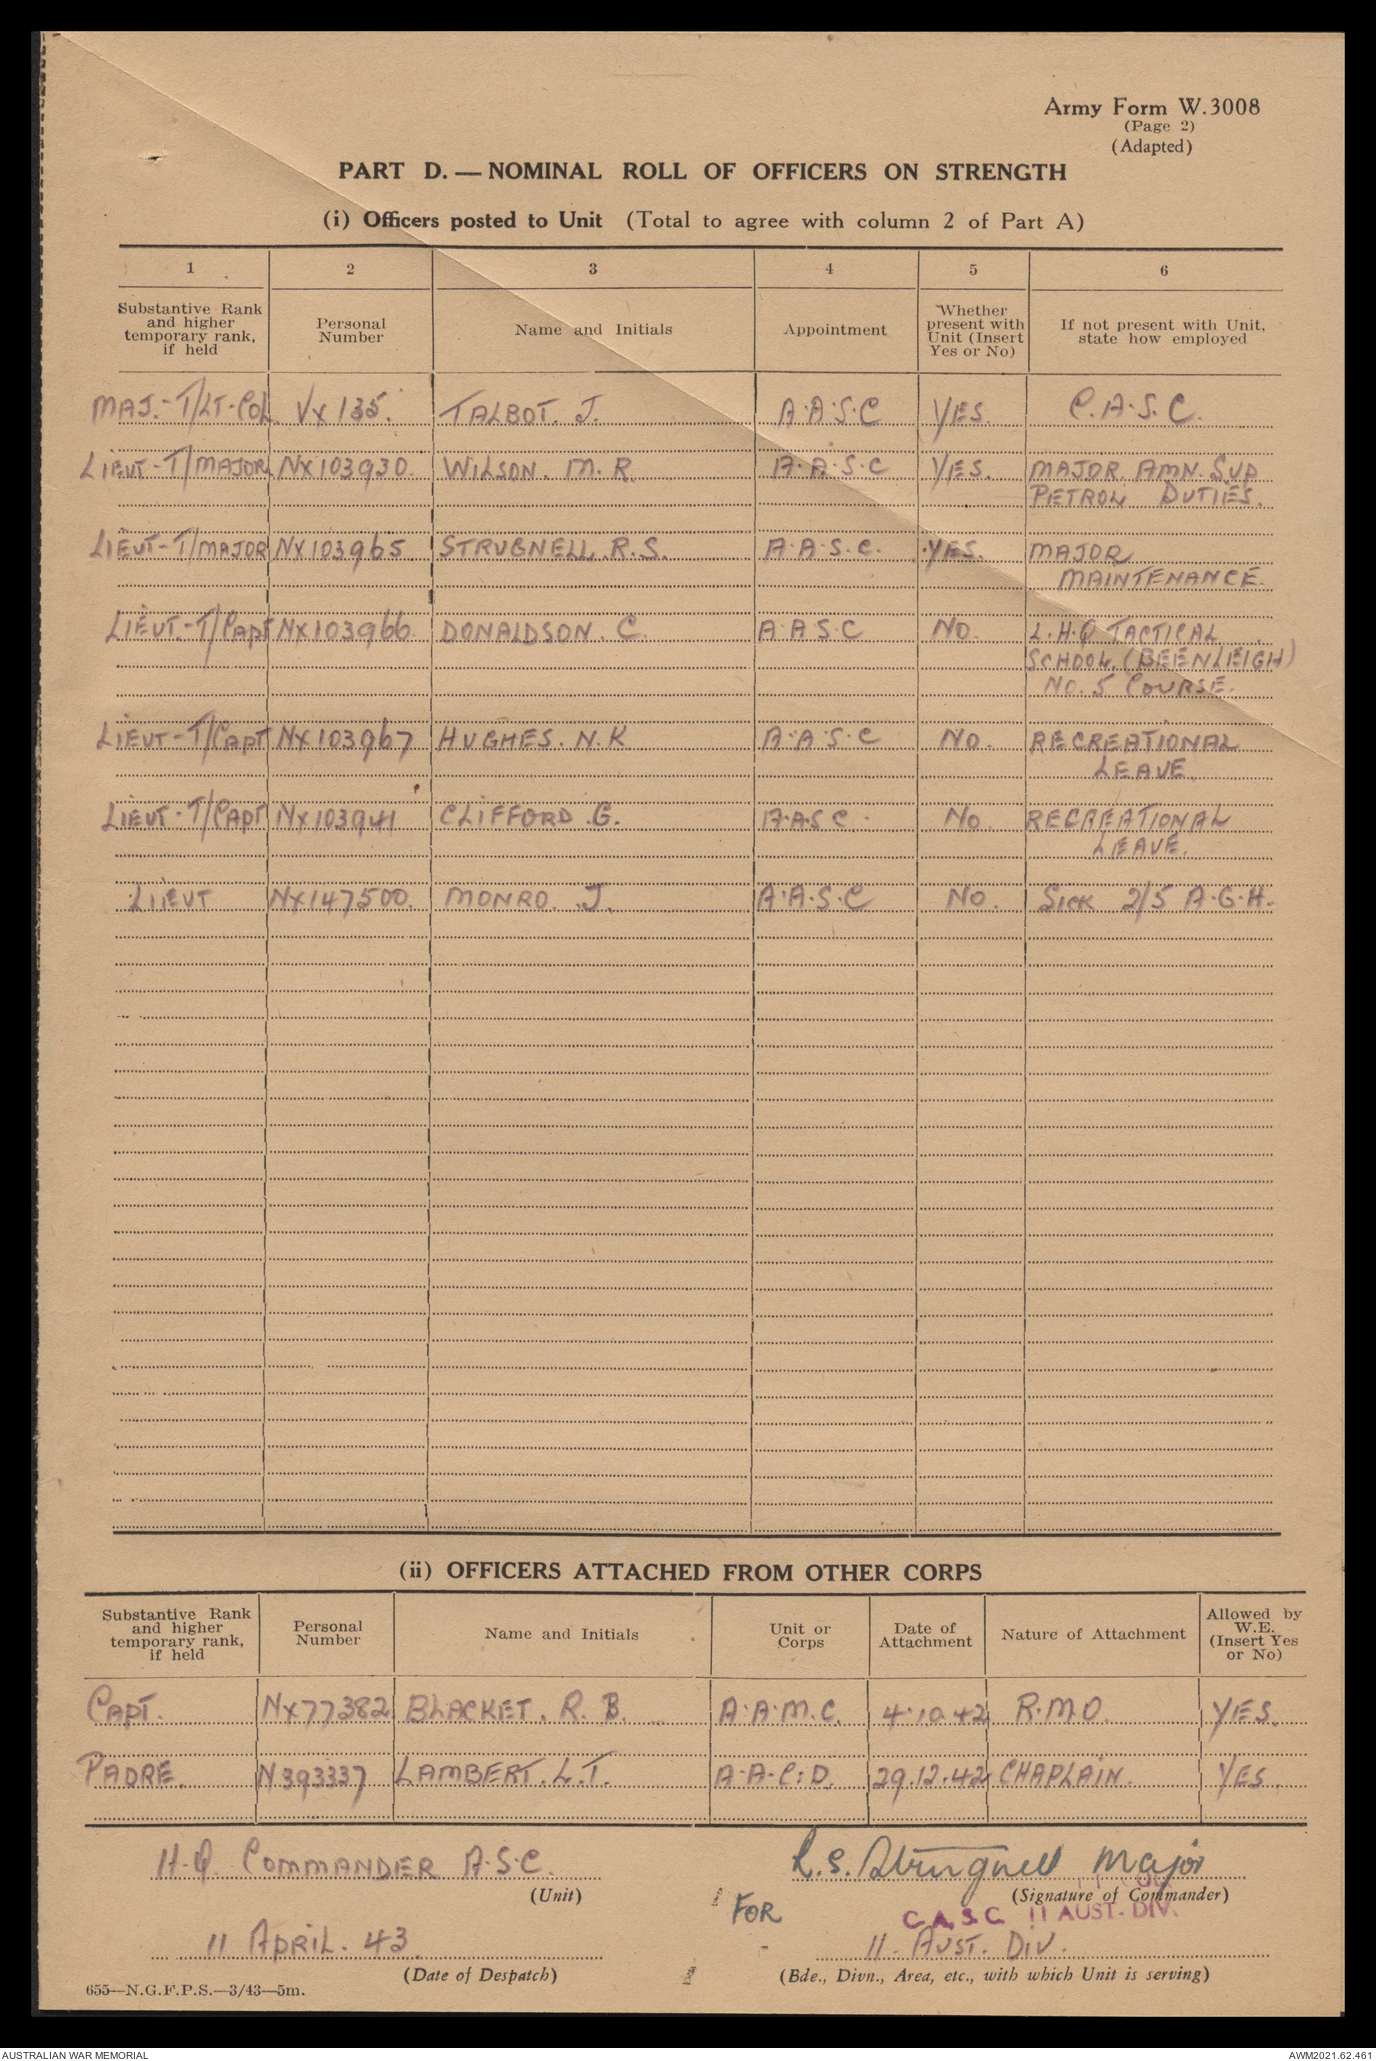 Army Form W.3008
(Page 2)
(Adapted)
PART D. — NOMINAL ROLL OF OFFICERS ON STRENGTH
(i) Officers posted to Unit (Total to agree with column 2 of Part A)
1 2 3 4 5 6
Substantive Rank and higher temporary rank, if held
Personal Number
Name and Initials
Appointment
Whether present with Unit (Insert Yes or No)
If not present with Unit, state how employed
MAJ.-T/LT-COL VX135. TALBOT. J. A.A.S.C YES. C.A.S.C.
LIEUT-T/MAJOR NX103930. WILSON. M.R. A.A.S.C YES. MAJOR. AMN. SUP
PETROL DUTIES.
LIEUT-T/MAJOR NX103965 STRUGNELL. R.S. A.A.S.C. YES. MAJOR
MAINTENANCE.
LIEUT.-T/CAPT NX103966. DONALDSON. C. A.A.S.C NO. L.H.Q TACTICAL
SCHOOL. (BEENLEIGH)
NO. 5 COURSE.
LIEUT-T/CAPT NX103967 HUGHES. N.K A.A.S.C NO. RECREATIONAL
LEAVE.
LIEUT-T/CAPT NX103941 CLIFFORD .G. A.A.S.C. NO. RECREATIONAL
LEAVE.
LIEUT NX147500. MONRO. J. A.A.S.C NO. SICK 2/5 A.G.H.
(ii) OFFICERS ATTACHED FROM OTHER CORPS
Substantive Rank and higher temporary rank, if held
Personal Number
Name and Initials
Unit or Corps
Date of Attachment
Nature of Attachment
Allowed by W.E. (Insert Yes or No)
CAPT. NX77382 BLACKET. R. B. A.A.M.C. 4.10.42 R.M.O. YES.
PADRE. N393337 LAMBERT. L.T. A.A.C.D. 29.12.42 CHAPLAIN. YES.
H.Q. COMMANDER A.S.C.
(Unit)
R.S. Strugnell Major
(Signature of Commander)
FOR
C.A.S.C. 11 AUST. DIV.
11 APRIL. 43.
(Date of Despatch)
11. AUST. DIV.
(Bde., Divn., Area, etc., with which Unit is serving)
655—N.G.F.P.S.—3/43—5m.
AUSTRALIAN WAR MEMORIAL
AWM2021.62.461